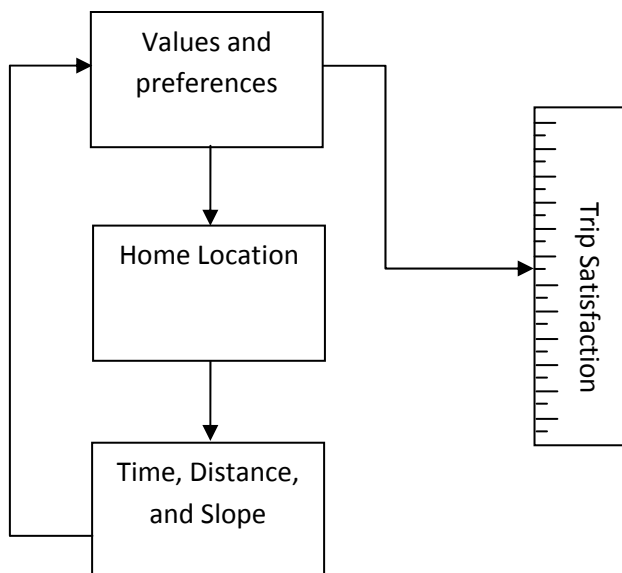 Values and
preferences
Home Location
Time, Distance,
and Slope
Trip Satisfaction